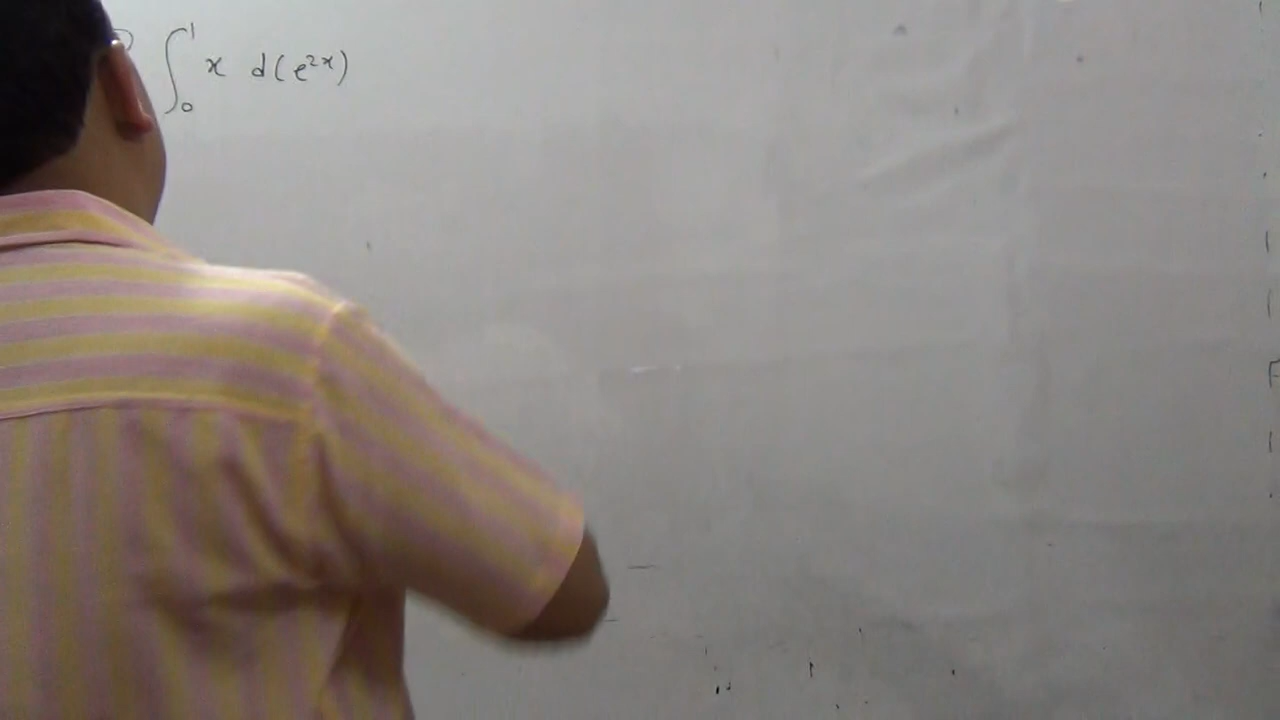 ∫₀¹ x d(e²ˣ)